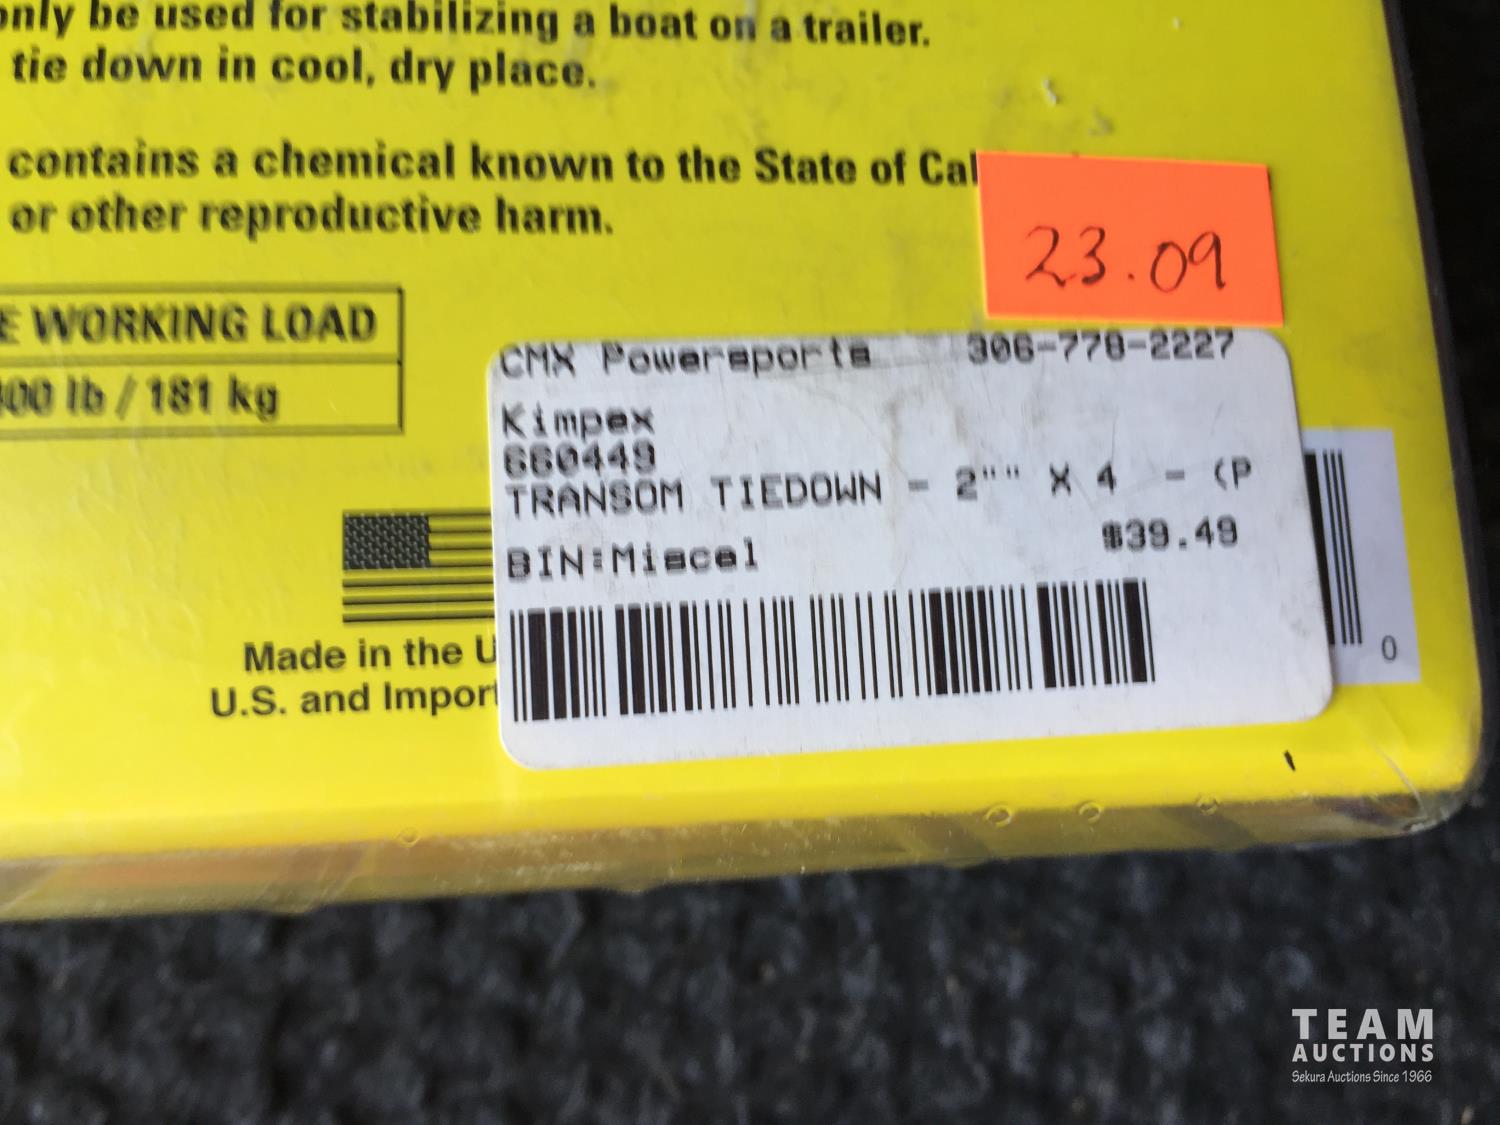 only be used for stabilizing a boat on a trailer.
tie down in cool, dry place.
contains a chemical known to the State of Cal
or other reproductive harm.
23.09
E WORKING LOAD
400 lb / 181 kg
CMX Powersports 306-778-2227
Kimpex
660449
TRANSOM TIEDOWN - 2"" X 4 - (P
$39.49
BIN:Miscel
0
Made in the U
U.S. and Import
TEAM
AUCTIONS
Sekura Auctions Since 1966